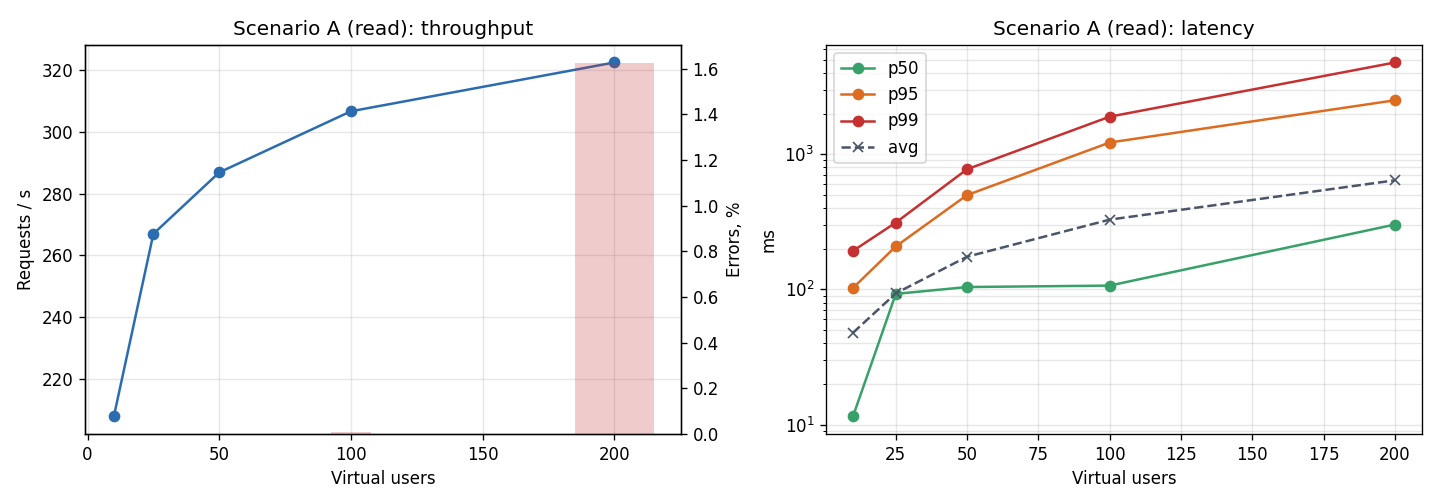 Scenario A (read): throughput
Requests / s
320
300
280
260
240
220
0
50
100
150
200
Virtual users
1.6
1.4
1.2
1.0
0.8
0.6
0.4
0.2
0.0
Errors, %
Scenario A (read): latency
p50
p95
p99
avg
ms
10³
10²
10¹
25
50
75
100
125
150
175
200
Virtual users